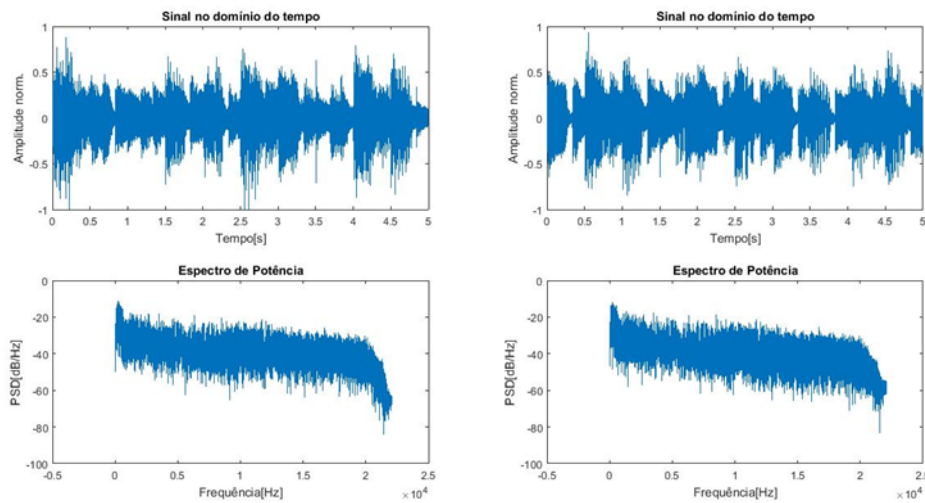 Sinal no domínio do tempo
1
0.5
0
-0.5
-1
Amplitude norm.
0 0.5 1 1.5 2 2.5 3 3.5 4 4.5 5
Tempo[s]
Sinal no domínio do tempo
1
0.5
0
-0.5
-1
Amplitude norm.
0 0.5 1 1.5 2 2.5 3 3.5 4 4.5 5
Tempo[s]
Espectro de Potência
0
-20
-40
-60
-80
-100
PSD[dB/Hz]
-0.5 0 0.5 1 1.5 2 2.5
Frequência[Hz]
× 10^4
Espectro de Potência
0
-20
-40
-60
-80
-100
PSD[dB/Hz]
-0.5 0 0.5 1 1.5 2 2.5
Frequência[Hz]
× 10^4